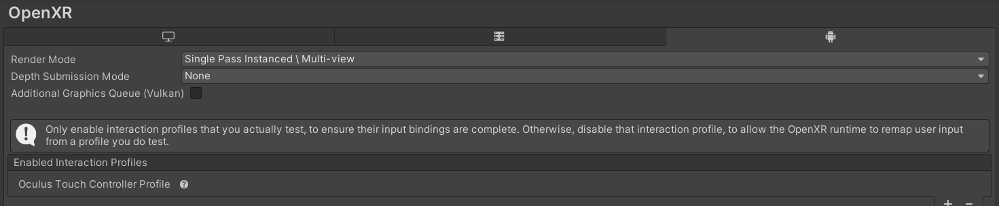 OpenXR
Render Mode
Single Pass Instanced \ Multi-view
Depth Submission Mode
None
Additional Graphics Queue (Vulkan)
Only enable interaction profiles that you actually test, to ensure their input bindings are complete. Otherwise, disable that interaction profile, to allow the OpenXR runtime to remap user input
from a profile you do test.
Enabled Interaction Profiles
Oculus Touch Controller Profile